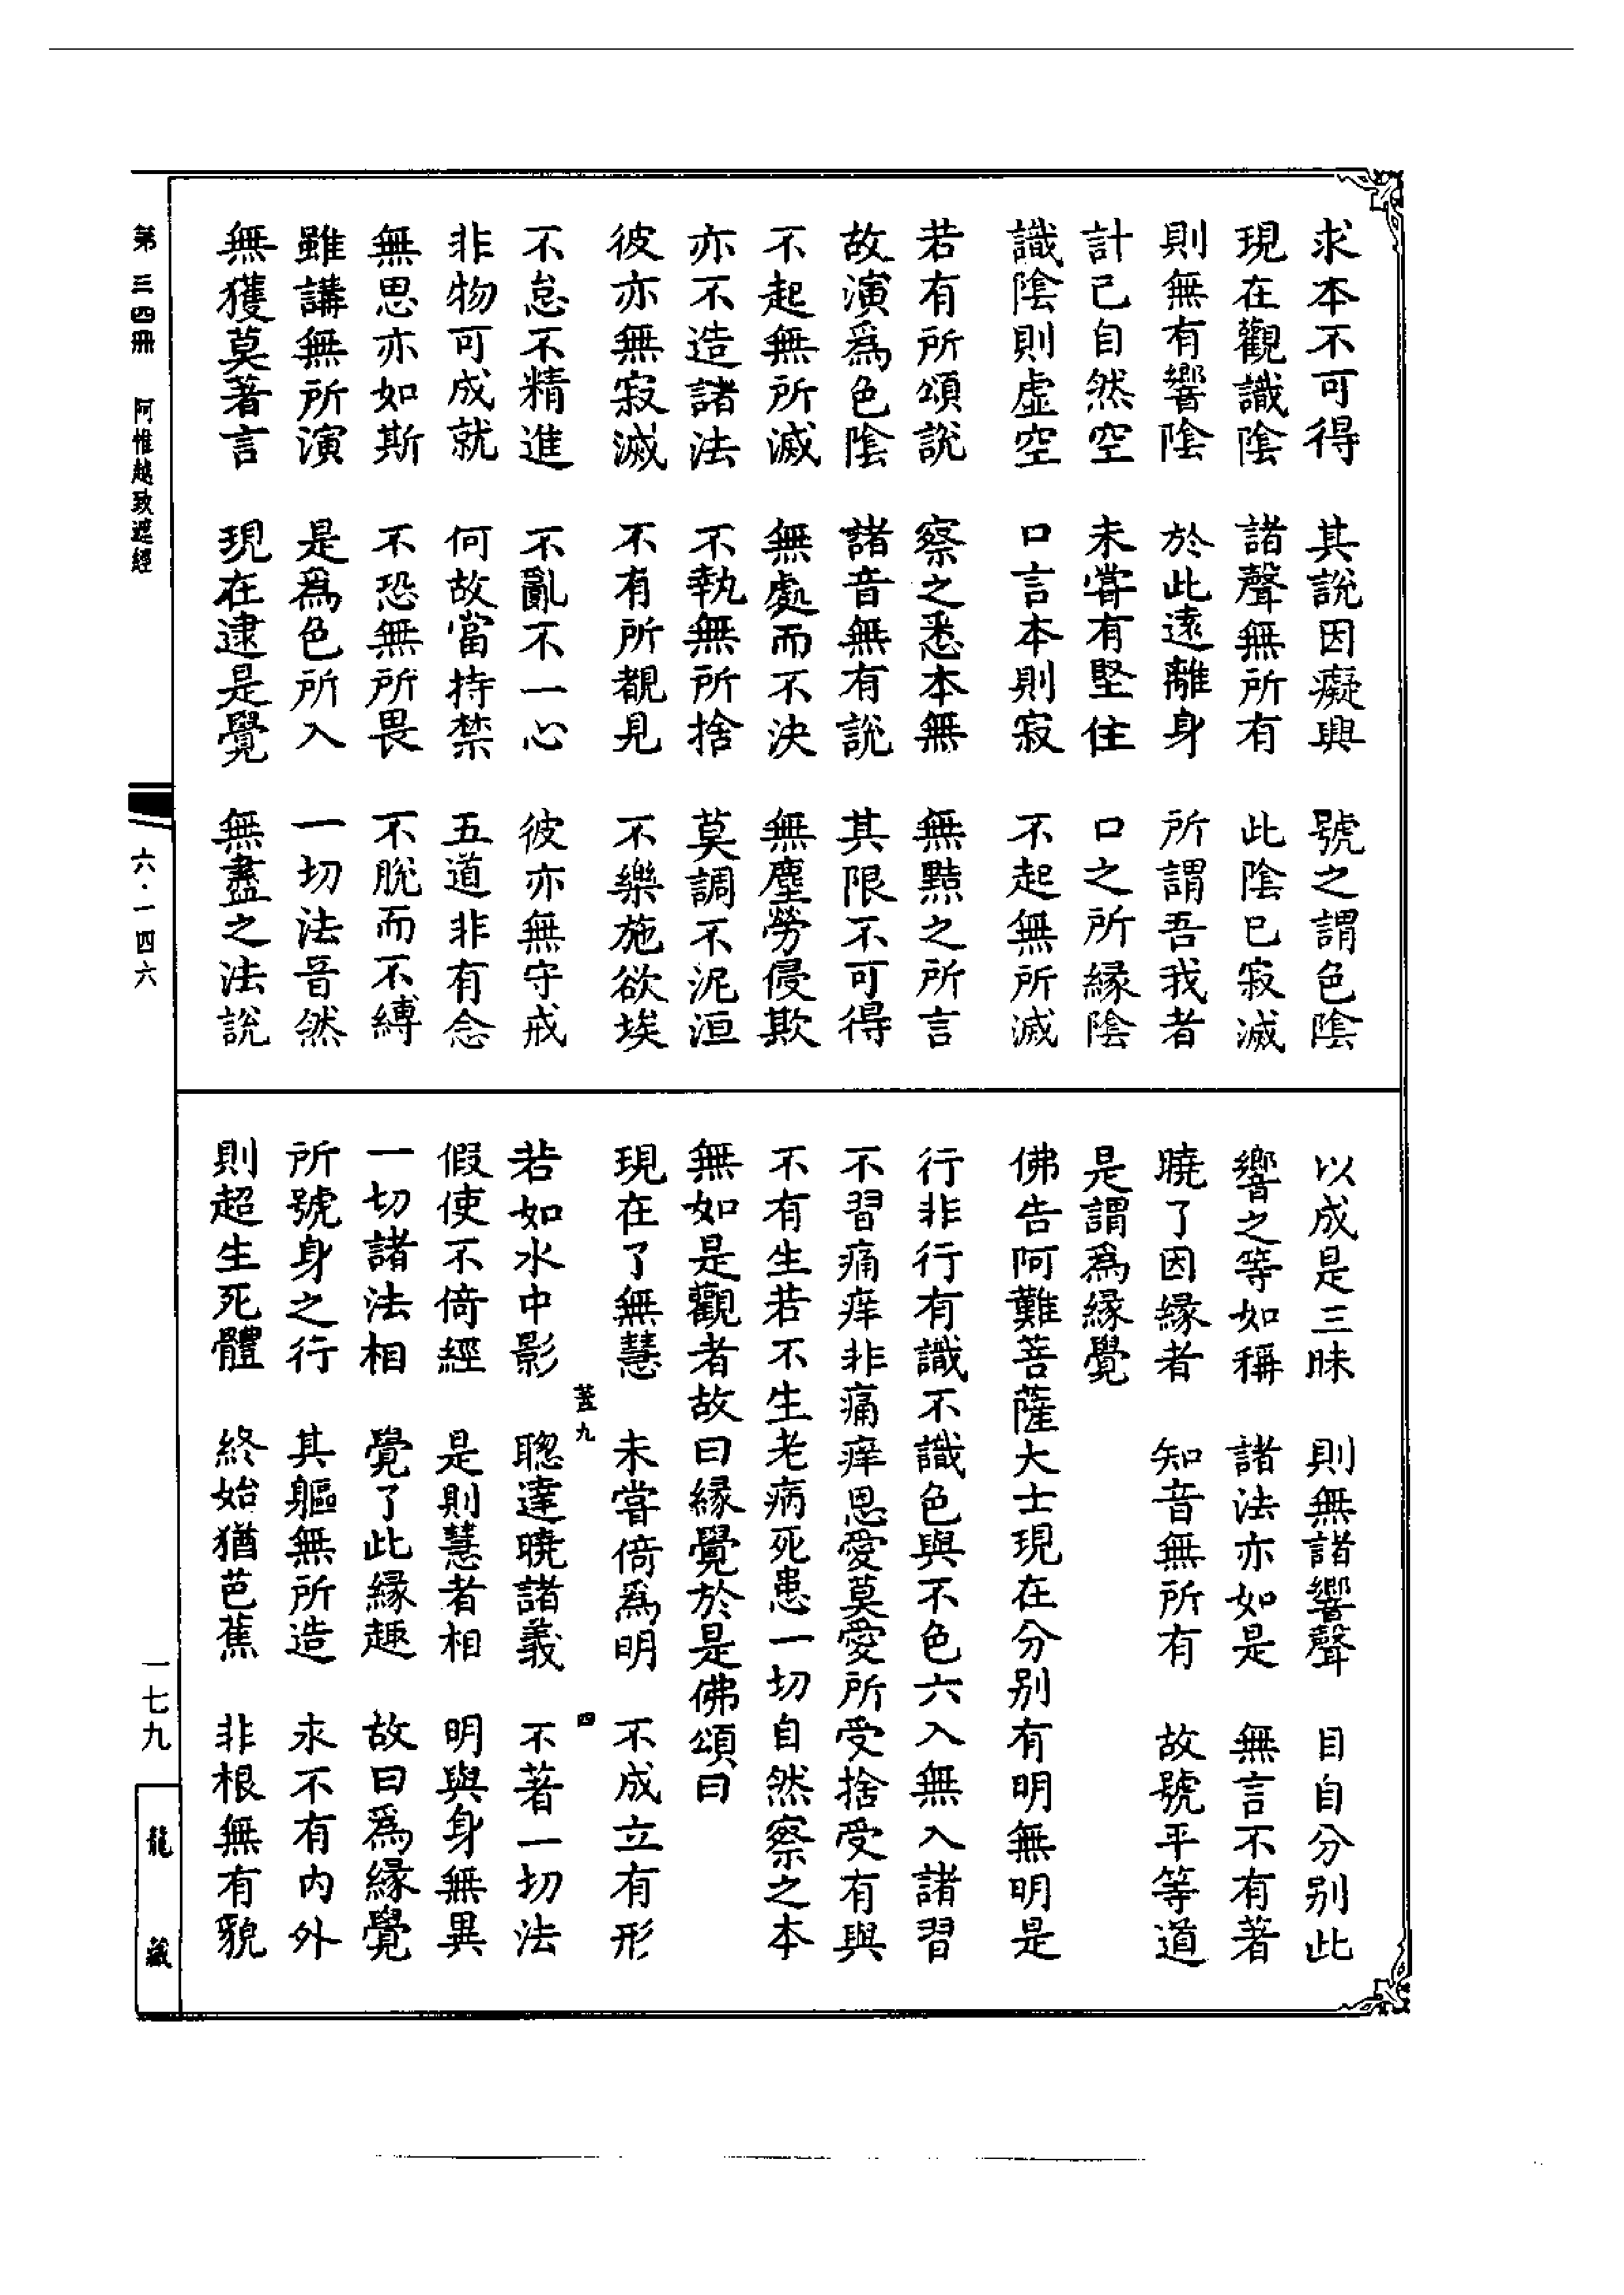 求本不可得　其說因癡興　號之謂色陰
現在觀識陰　諸聲無所有　此陰已寂滅
則無有響陰　於此遠離身　所謂吾我者
計己自然空　未嘗有堅住　口之所緣陰
識陰則虛空　口言本則寂　不起無所滅
若有所頌說　察之悉本無　無黠之所言
故演爲色陰　諸音無有說　其限不可得
不起無所滅　無處而不決　無塵勞侵欺
亦不造諸法　不執無所捨　莫調不泥洹
彼亦無寂滅　不有所覩見　不樂施欲埃
不怠不精進　不亂不一心　彼亦無守戒
非物可成就　何故當持禁　五道非有念
無思亦如斯　不恐無所畏　不脫而不縛
雖講無所演　是爲色所入　一切法音然
無獲莫著言　現在逮是覺　無盡之法說
以成是三昧　則無諸響聲　目自分别此
響之等如稱　諸法亦如是　無言不有著
曉了因緣者　知音無所有　故號平等道
是謂爲緣覺
佛告阿難菩薩大士現在分别有明無明是
行非行有識不識色與不色六入無入諸習
不習痛痒非痛痒恩愛莫愛所受捨受有與
不有生若不生老病死患一切自然察之本
無如是觀者故曰緣覺於是佛頌曰
現在了無慧　未嘗倚爲明　不成立有形
葢九　四
若如水中影　聰達曉諸義　不著一切法
假使不倚經　是則慧者相　明與身無異
一切諸法相　覺了此緣趣　故曰爲緣覺
所號身之行　其軀無所造　永不有内外
則超生死體　終始猶芭蕉　非根無有貌
第三四冊　阿惟越致遮經
六·一四六
一七九
龍藏